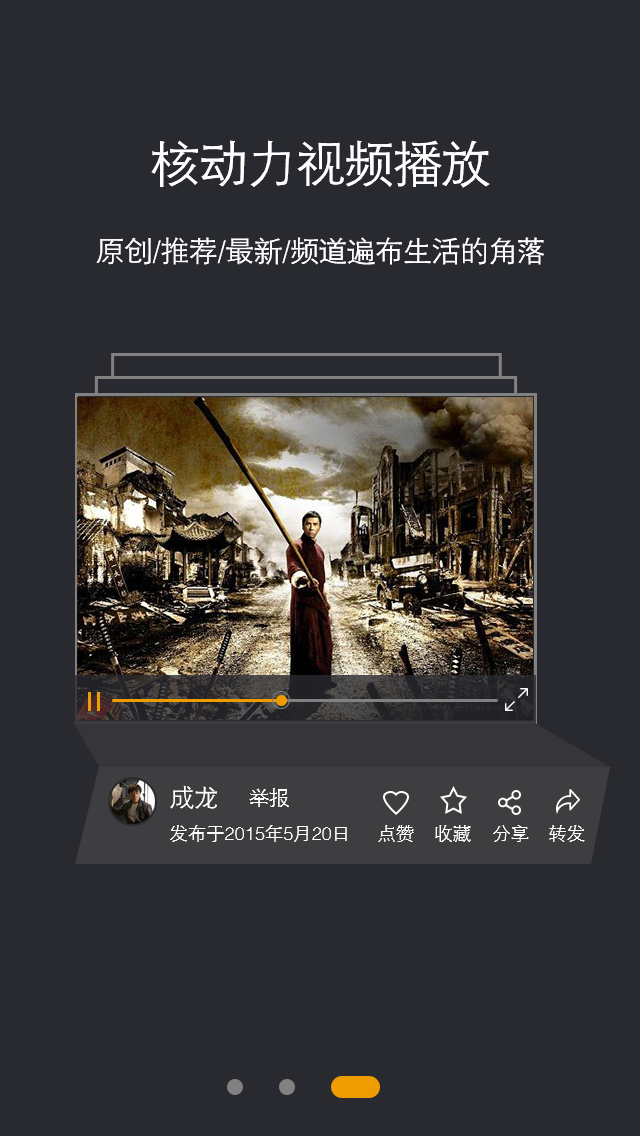 核动力视频播放
原创/推荐/最新/频道遍布生活的角落
成龙 举报
发布于2015年5月20日
点赞 收藏 分享 转发